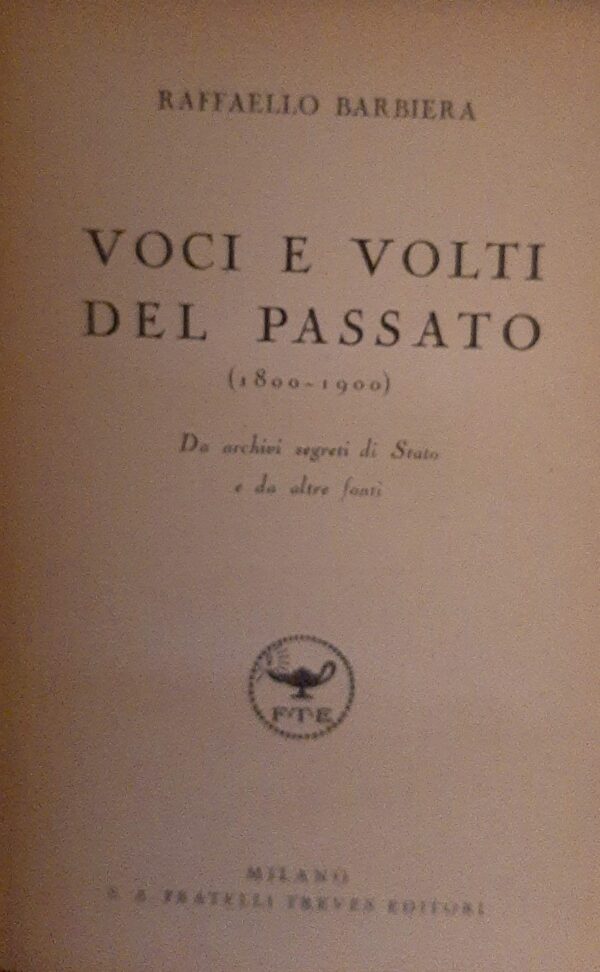 RAFFAELLO BARBIERA
VOCI E VOLTI
DEL PASSATO
(1800-1900)
Da archivi segreti di Stato
e da altre fonti
F·T·E
MILANO
S. A. FRATELLI TREVES EDITORI